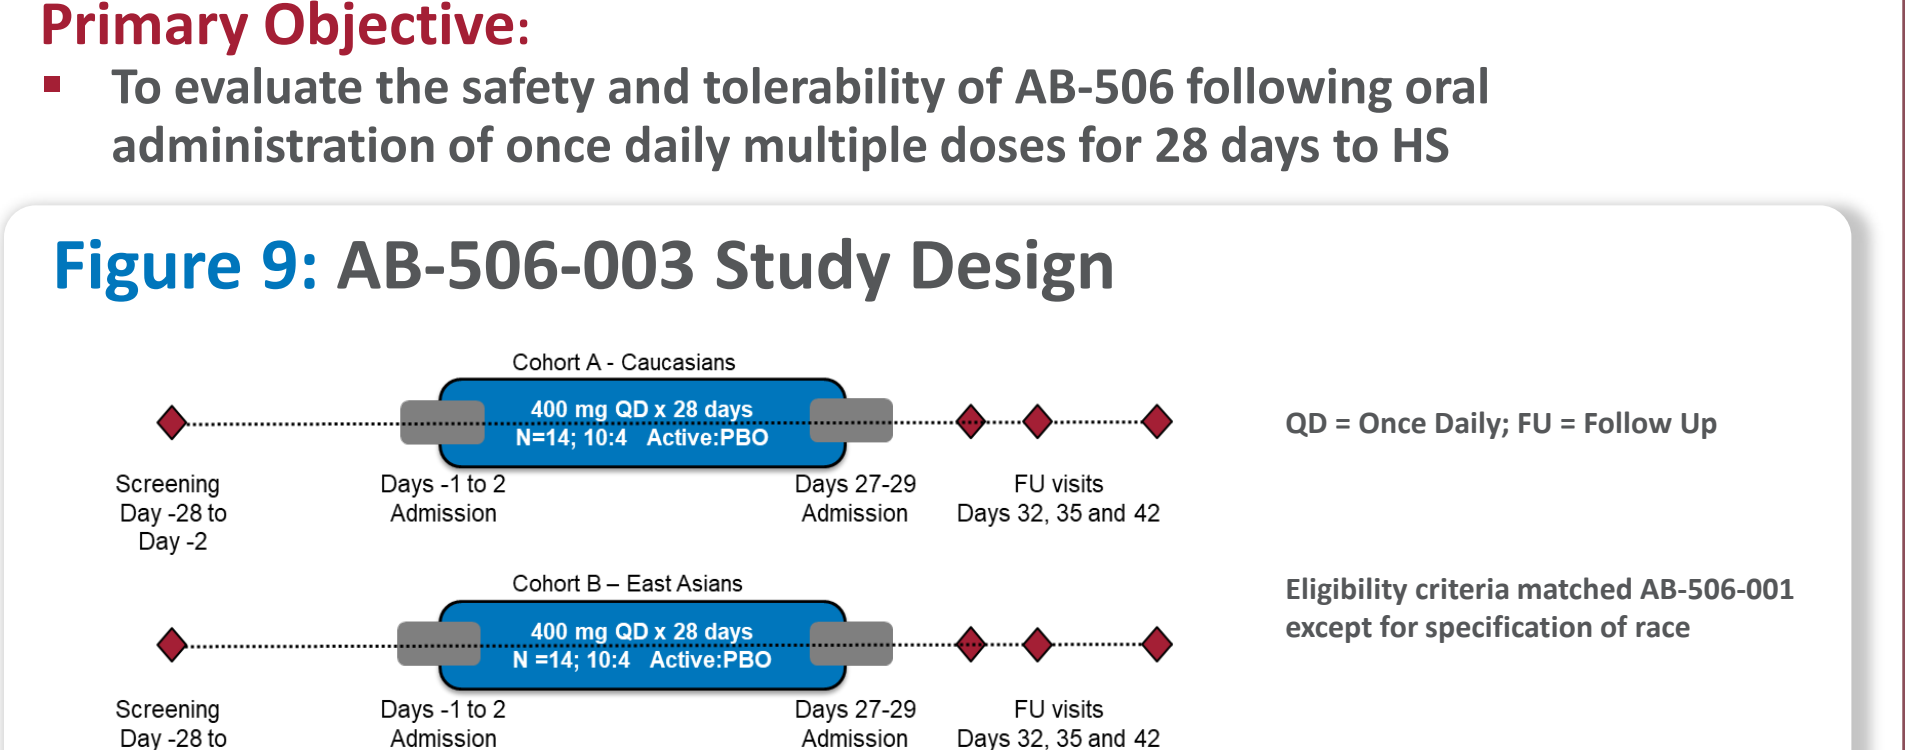 Primary Objective:
▪ To evaluate the safety and tolerability of AB-506 following oral
administration of once daily multiple doses for 28 days to HS
Figure 9: AB-506-003 Study Design
Cohort A - Caucasians
400 mg QD x 28 days
N=14; 10:4 Active:PBO
QD = Once Daily; FU = Follow Up
Screening
Day -28 to
Day -2
Days -1 to 2
Admission
Days 27-29
Admission
FU visits
Days 32, 35 and 42
Cohort B – East Asians
400 mg QD x 28 days
N =14; 10:4 Active:PBO
Eligibility criteria matched AB-506-001
except for specification of race
Screening
Day -28 to
Days -1 to 2
Admission
Days 27-29
Admission
FU visits
Days 32, 35 and 42